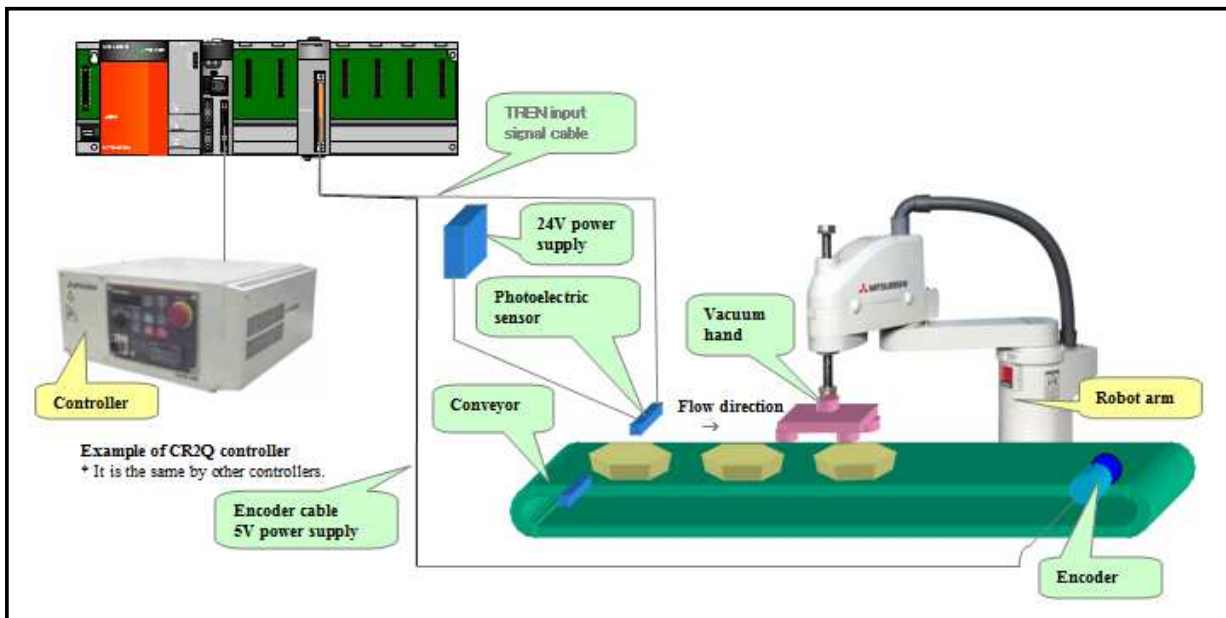 TREN input
signal cable
24V power
supply
Photoelectric
sensor
Vacuum
hand
MITSUBISHI
Controller
Conveyor
Flow direction
→
Robot arm
Example of CR2Q controller
* It is the same by other controllers.
Encoder cable
5V power supply
Encoder